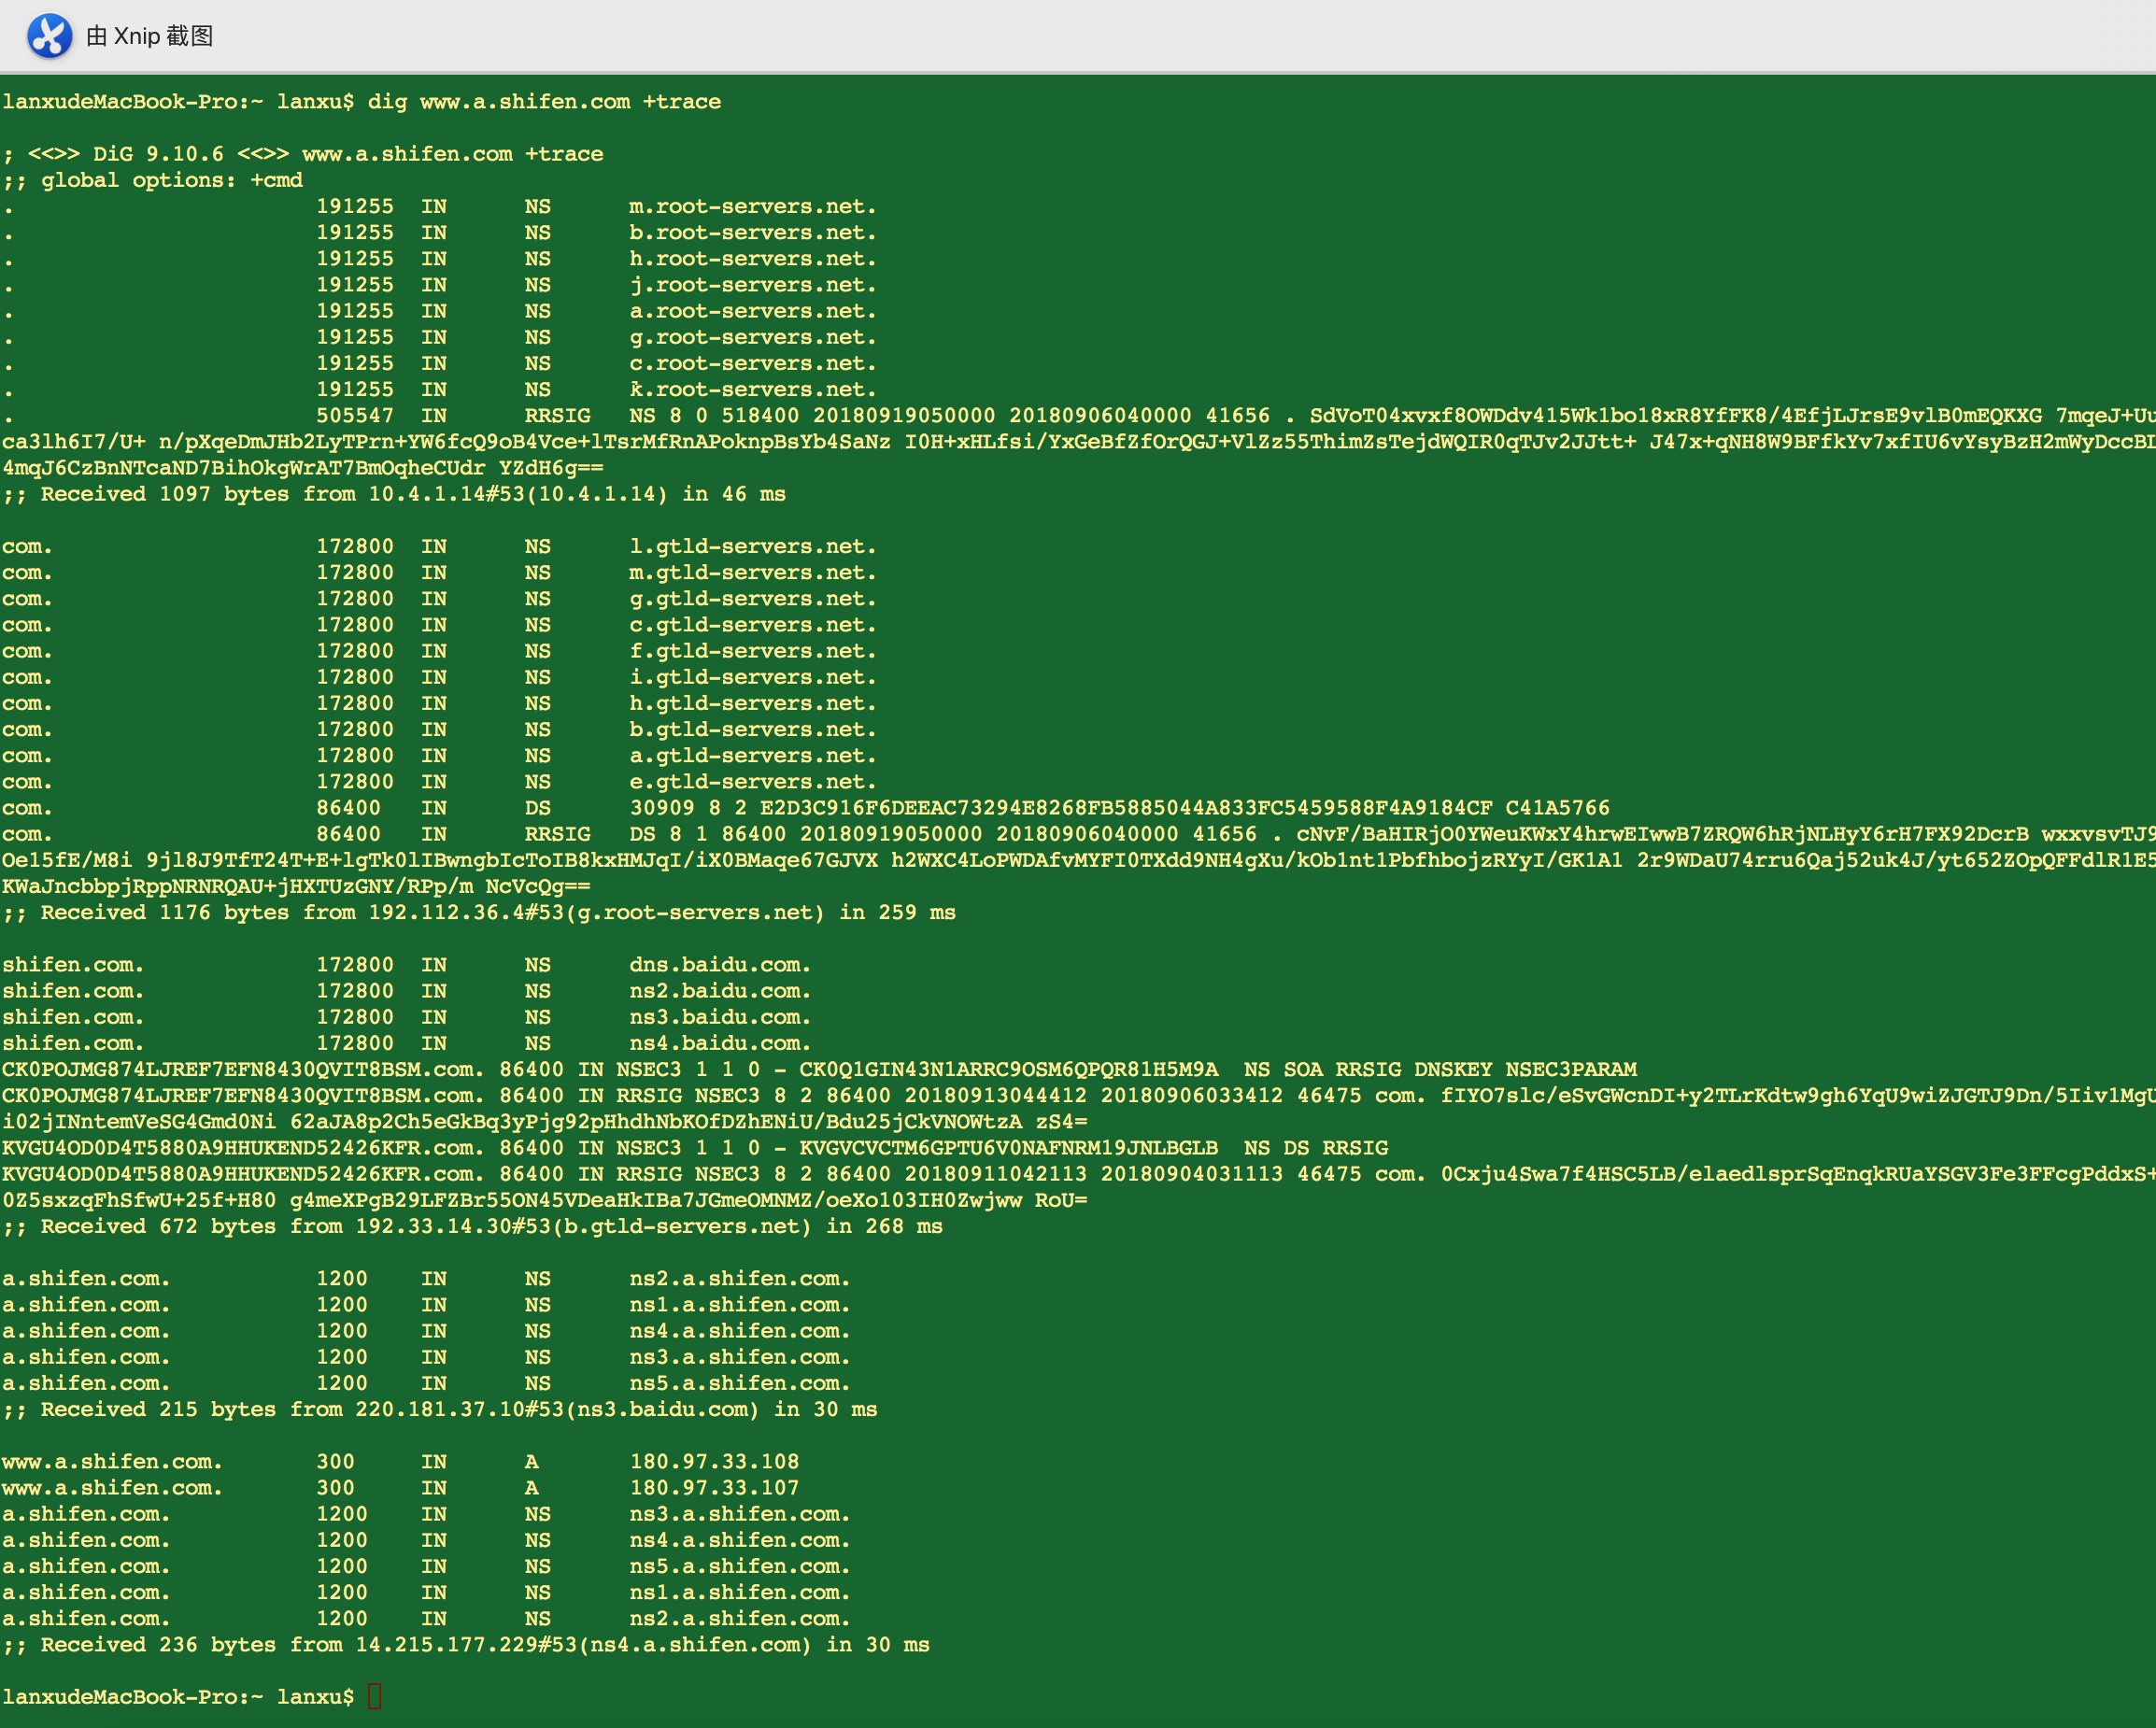 由 Xnip 截图
lanxudeMacBook-Pro:~ lanxu$ dig www.a.shifen.com +trace
; <<>> DiG 9.10.6 <<>> www.a.shifen.com +trace
;; global options: +cmd
. 191255 IN NS m.root-servers.net.
. 191255 IN NS b.root-servers.net.
. 191255 IN NS h.root-servers.net.
. 191255 IN NS j.root-servers.net.
. 191255 IN NS a.root-servers.net.
. 191255 IN NS g.root-servers.net.
. 191255 IN NS c.root-servers.net.
. 191255 IN NS k.root-servers.net.
. 505547 IN RRSIG NS 8 0 518400 20180919050000 20180906040000 41656 . SdVoT04xvxf8OWDdv415Wk1bo18xR8YfFK8/4EfjLJrsE9vlB0mEQKXG 7mqeJ+Uu
ca3lh6I7/U+ n/pXqeDmJHb2LyTPrn+YW6fcQ9oB4Vce+lTsrMfRnAPoknpBsYb4SaNz I0H+xHLfsi/YxGeBfZfOrQGJ+VlZz55ThimZsTejdWQIR0qTJv2JJtt+ J47x+qNH8W9BFfkYv7xfIU6vYsyBzH2mWyDccBL
4mqJ6CzBnNTcaND7BihOkgWrAT7BmOqheCUdr YZdH6g==
;; Received 1097 bytes from 10.4.1.14#53(10.4.1.14) in 46 ms
com. 172800 IN NS l.gtld-servers.net.
com. 172800 IN NS m.gtld-servers.net.
com. 172800 IN NS g.gtld-servers.net.
com. 172800 IN NS c.gtld-servers.net.
com. 172800 IN NS f.gtld-servers.net.
com. 172800 IN NS i.gtld-servers.net.
com. 172800 IN NS h.gtld-servers.net.
com. 172800 IN NS b.gtld-servers.net.
com. 172800 IN NS a.gtld-servers.net.
com. 172800 IN NS e.gtld-servers.net.
com. 86400 IN DS 30909 8 2 E2D3C916F6DEEAC73294E8268FB5885044A833FC5459588F4A9184CF C41A5766
com. 86400 IN RRSIG DS 8 1 86400 20180919050000 20180906040000 41656 . cNvF/BaHIRjO0YWeuKWxY4hrwEIwwB7ZRQW6hRjNLHyY6rH7FX92DcrB wxxvsvTJ9
Oe15fE/M8i 9jl8J9TfT24T+E+lgTk0lIBwngbIcToIB8kxHMJqI/iX0BMaqe67GJVX h2WXC4LoPWDAfvMYFI0TXdd9NH4gXu/kOb1nt1PbfhbojzRYyI/GK1A1 2r9WDaU74rru6Qaj52uk4J/yt652ZOpQFFdlR1E5
KWaJncbbpjRppNRNRQAU+jHXTUzGNY/RPp/m NcVcQg==
;; Received 1176 bytes from 192.112.36.4#53(g.root-servers.net) in 259 ms
shifen.com. 172800 IN NS dns.baidu.com.
shifen.com. 172800 IN NS ns2.baidu.com.
shifen.com. 172800 IN NS ns3.baidu.com.
shifen.com. 172800 IN NS ns4.baidu.com.
CK0POJMG874LJREF7EFN8430QVIT8BSM.com. 86400 IN NSEC3 1 1 0 - CK0Q1GIN43N1ARRC9OSM6QPQR81H5M9A NS SOA RRSIG DNSKEY NSEC3PARAM
CK0POJMG874LJREF7EFN8430QVIT8BSM.com. 86400 IN RRSIG NSEC3 8 2 86400 20180913044412 20180906033412 46475 com. fIYO7slc/eSvGWcnDI+y2TLrKdtw9gh6YqU9wiZJGTJ9Dn/5Iiv1MgU
i02jINntemVeSG4Gmd0Ni 62aJA8p2Ch5eGkBq3yPjg92pHhdhNbKOfDZhENiU/Bdu25jCkVNOWtzA zS4=
KVGU4OD0D4T5880A9HHUKEND52426KFR.com. 86400 IN NSEC3 1 1 0 - KVGVCVCTM6GPTU6V0NAFNRM19JNLBGLB NS DS RRSIG
KVGU4OD0D4T5880A9HHUKEND52426KFR.com. 86400 IN RRSIG NSEC3 8 2 86400 20180911042113 20180904031113 46475 com. 0Cxju4Swa7f4HSC5LB/elaedlsprSqEnqkRUaYSGV3Fe3FFcgPddxS+
0Z5sxzqFhSfwU+25f+H80 g4meXPgB29LFZBr55ON45VDeaHkIBa7JGmeOMNMZ/oeXo103IH0Zwjww RoU=
;; Received 672 bytes from 192.33.14.30#53(b.gtld-servers.net) in 268 ms
a.shifen.com. 1200 IN NS ns2.a.shifen.com.
a.shifen.com. 1200 IN NS ns1.a.shifen.com.
a.shifen.com. 1200 IN NS ns4.a.shifen.com.
a.shifen.com. 1200 IN NS ns3.a.shifen.com.
a.shifen.com. 1200 IN NS ns5.a.shifen.com.
;; Received 215 bytes from 220.181.37.10#53(ns3.baidu.com) in 30 ms
www.a.shifen.com. 300 IN A 180.97.33.108
www.a.shifen.com. 300 IN A 180.97.33.107
a.shifen.com. 1200 IN NS ns3.a.shifen.com.
a.shifen.com. 1200 IN NS ns4.a.shifen.com.
a.shifen.com. 1200 IN NS ns5.a.shifen.com.
a.shifen.com. 1200 IN NS ns1.a.shifen.com.
a.shifen.com. 1200 IN NS ns2.a.shifen.com.
;; Received 236 bytes from 14.215.177.229#53(ns4.a.shifen.com) in 30 ms
lanxudeMacBook-Pro:~ lanxu$